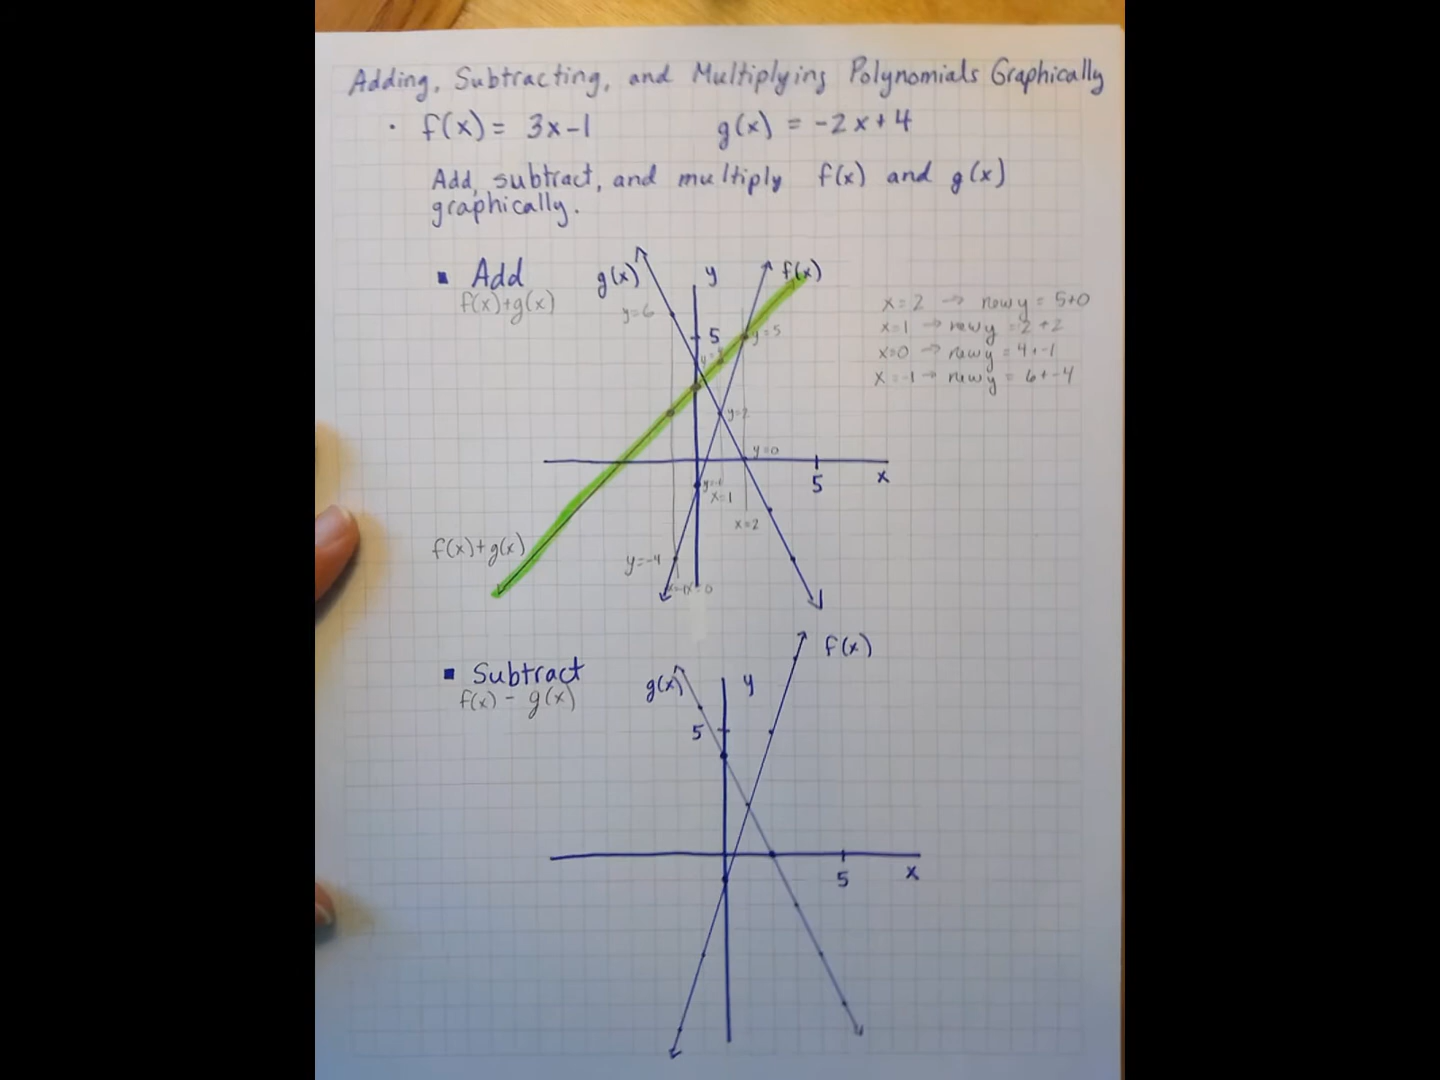 Adding, Subtracting, and Multiplying Polynomials Graphically
· f(x) = 3x-1 g(x) = -2x+4
Add, subtract, and multiply f(x) and g(x)
graphically.
▪ Add
f(x)+g(x)
g(x) y f(x)
y=6
5 y=5
x=2 → new y = 5+0
x=1 → new y = 2+2
x=0 → new y = 4+-1
x=-1 → new y = 6+-4
y=2
y=0
5 x
x=1
x=2
f(x)+g(x)
y=-4
x=-1 x=0
▪ Subtract
f(x) - g(x)
g(x) y f(x)
5
5 x